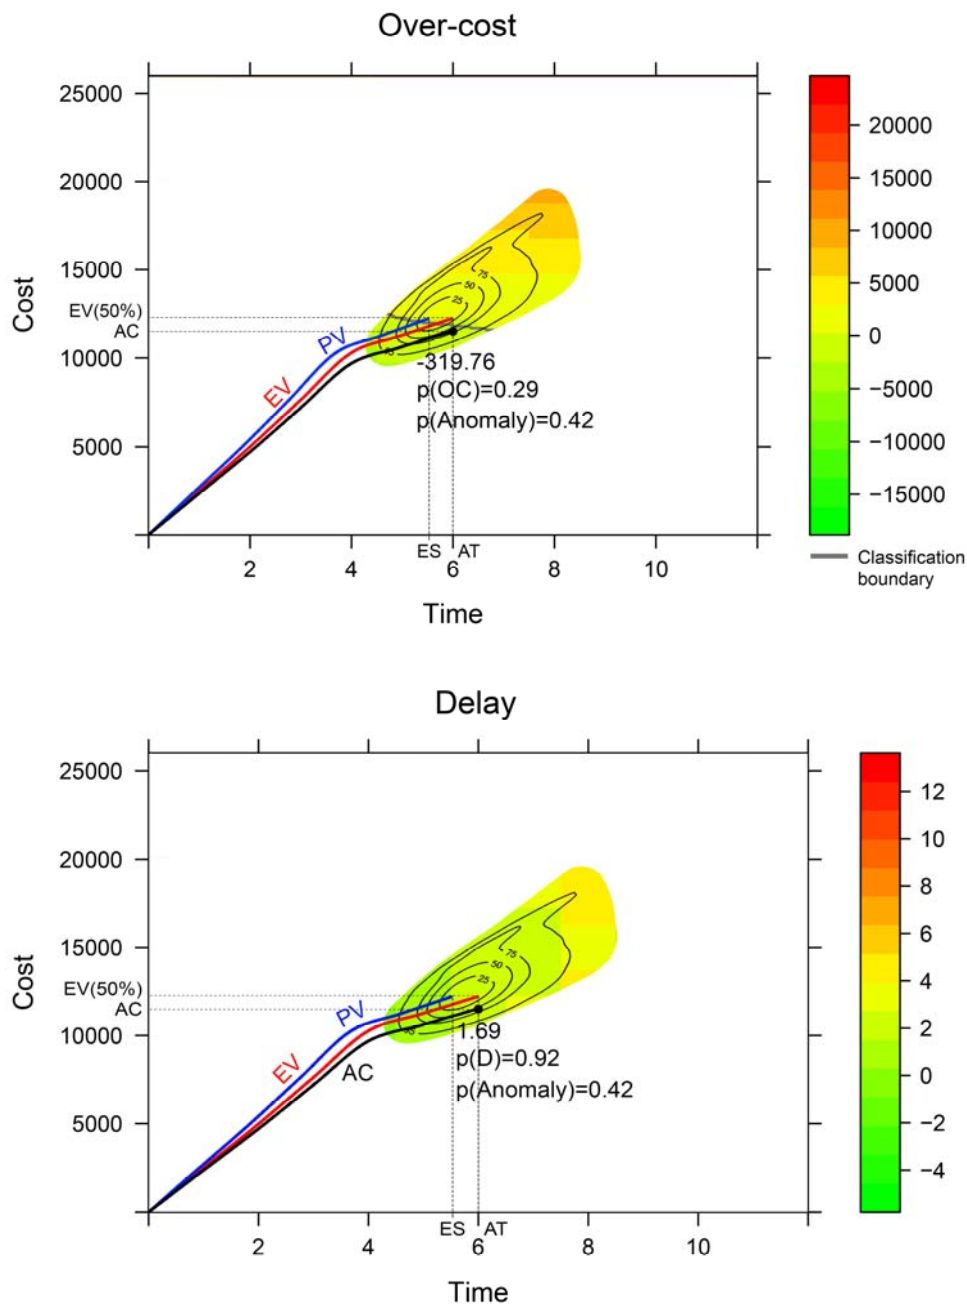 Over-cost
25000
20000
15000
10000
5000
Cost
EV(50%)
AC
PV
EV
75
50
25
-319.76
p(OC)=0.29
p(Anomaly)=0.42
ES
AT
2
4
6
8
10
Time
20000
15000
10000
5000
0
−5000
−10000
−15000
Classification
boundary
Delay
25000
20000
15000
10000
5000
Cost
EV(50%)
AC
PV
EV
AC
75
50
25
1.69
p(D)=0.92
p(Anomaly)=0.42
ES
AT
2
4
6
8
10
Time
12
10
8
6
4
2
0
−2
−4